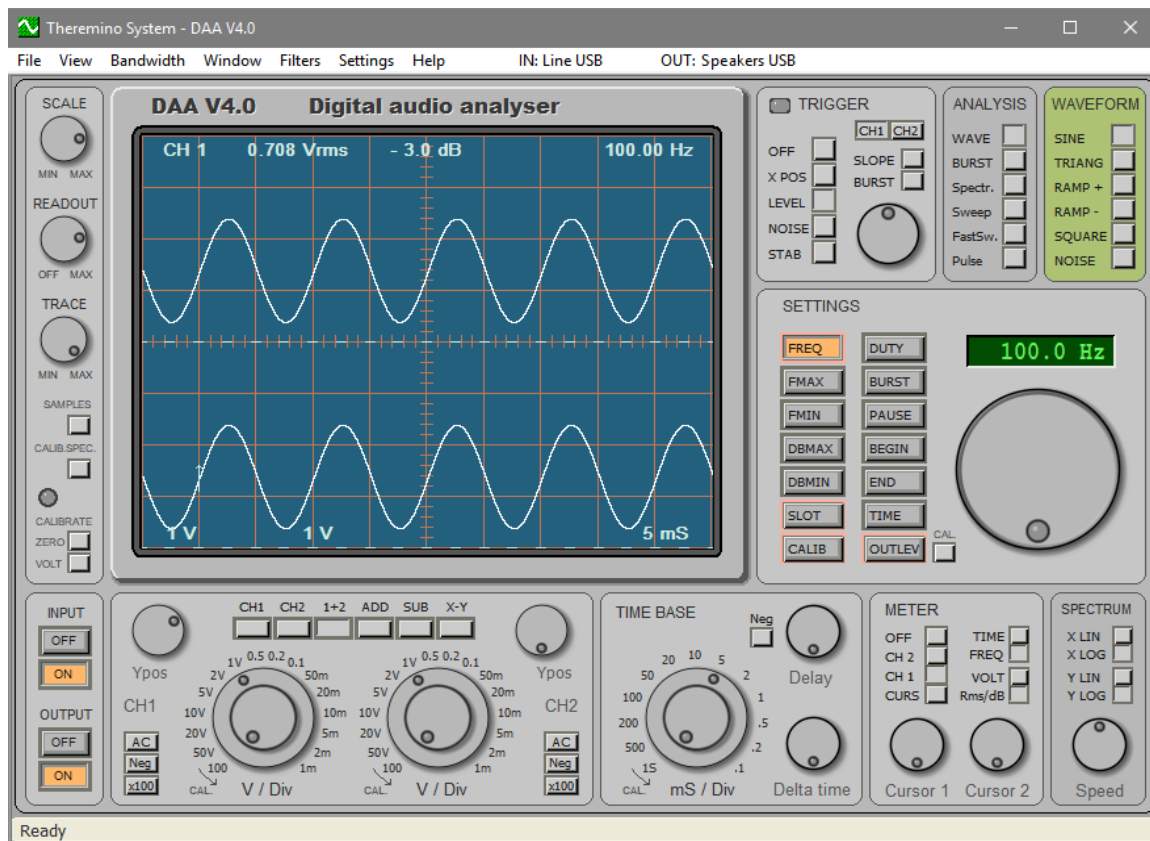 Theremino System - DAA V4.0
File View Bandwidth Window Filters Settings Help IN: Line USB OUT: Speakers USB
SCALE
MIN MAX
READOUT
OFF MAX
TRACE
MIN MAX
SAMPLES
CALIB.SPEC.
CALIBRATE
ZERO
VOLT
DAA V4.0 Digital audio analyser
CH 1 0.708 Vrms - 3.0 dB 100.00 Hz
1 V 1 V 5 mS
TRIGGER
CH1 CH2
OFF
X POS
LEVEL
NOISE
STAB
SLOPE
BURST
ANALYSIS
WAVE
BURST
Spectr.
Sweep
FastSw.
Pulse
WAVEFORM
SINE
TRIANG
RAMP +
RAMP -
SQUARE
NOISE
SETTINGS
FREQ DUTY
FMAX BURST
FMIN PAUSE
DBMAX BEGIN
DBMIN END
SLOT TIME
CALIB OUTLEV
CAL.
100.0 Hz
INPUT
OFF
ON
OUTPUT
OFF
ON
CH1 CH2 1+2 ADD SUB X-Y
Ypos
CH1
AC
Neg
x100
100 50V 20V 10V 5V 2V 1V 0.5 0.2 0.1 50m 20m 10m 5m 2m 1m
CAL. V / Div
100 50V 20V 10V 5V 2V 1V 0.5 0.2 0.1 50m 20m 10m 5m 2m 1m
CAL. V / Div
Ypos
CH2
AC
Neg
x100
TIME BASE
Neg
1S 500 200 100 50 20 10 5 2 1 .5 .2 .1
CAL. mS / Div
Delay
Delta time
METER
OFF
CH 2
CH 1
CURS
TIME
FREQ
VOLT
Rms/dB
Cursor 1 Cursor 2
SPECTRUM
X LIN
X LOG
Y LIN
Y LOG
Speed
Ready